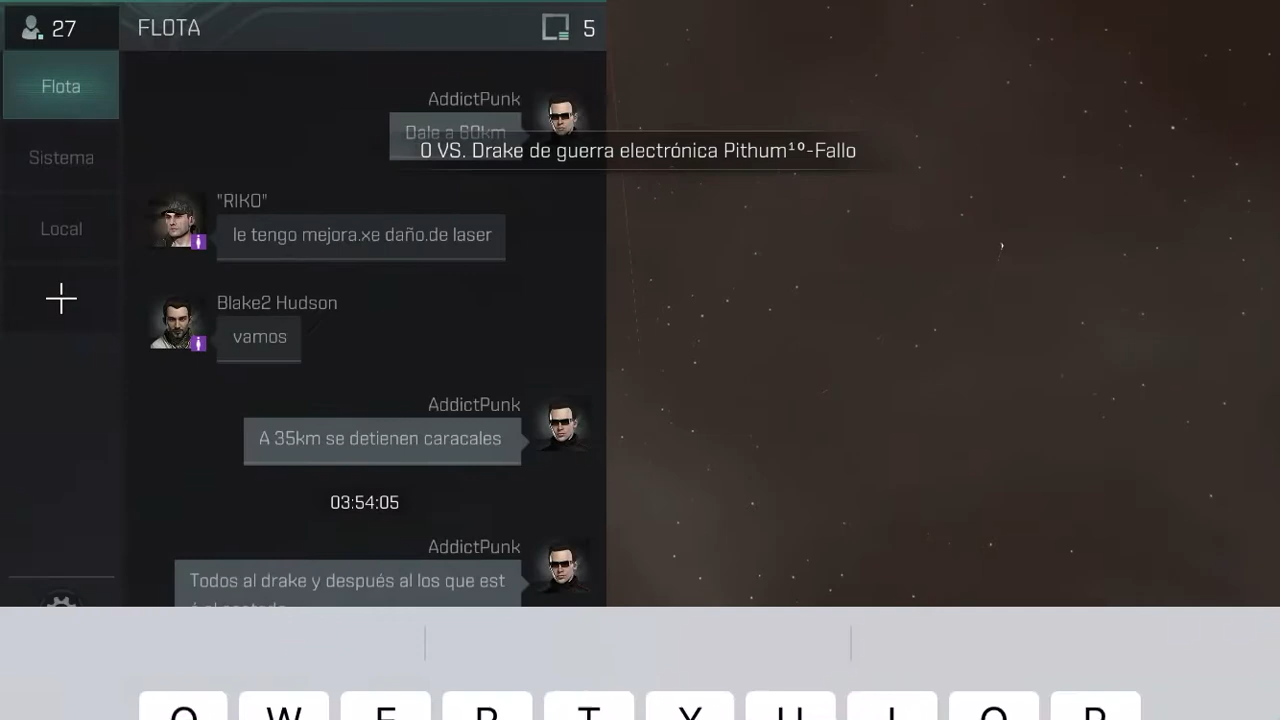 27
FLOTA
5
Flota
Sistema
Local
AddictPunk
Dale a 60km
0 VS. Drake de guerra electrónica Pithum¹⁰-Fallo
"RIKO"
le tengo mejora.xe daño.de laser
Blake2 Hudson
vamos
AddictPunk
A 35km se detienen caracales
03:54:05
AddictPunk
Todos al drake y después al los que est
Q W E R T Y U I O P